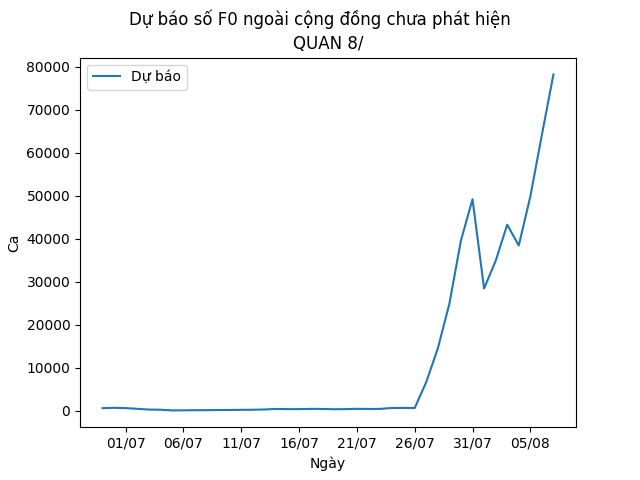 Dự báo số F0 ngoài cộng đồng chưa phát hiện
QUAN 8/
Dự báo
80000
70000
60000
50000
40000
30000
20000
10000
0
Ca
01/07 06/07 11/07 16/07 21/07 26/07 31/07 05/08
Ngày